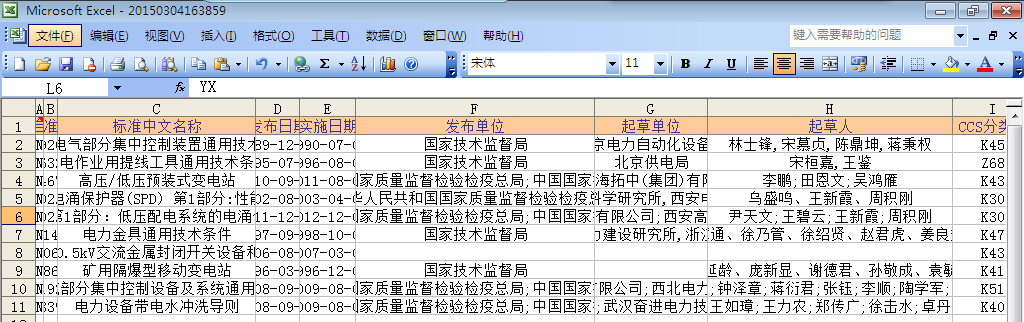 Microsoft Excel - 20150304163859
文件(F) 编辑(E) 视图(V) 插入(I) 格式(O) 工具(T) 数据(D) 窗口(W) 帮助(H) 键入需要帮助的问题
宋体 11 B I U
L6 fx YX
A B C D E F G H I
1 标准中文名称 发布日期 实施日期 发布单位 起草单位 起草人 CCS分类
2 电气部分集中控制装置通用技术 89-12- 990-07-0 国家技术监督局 京电力自动化设备 林士锋,宋慕贞,陈鼎坤,蒋秉权 K45
3 电作业用提线工具通用技术条 95-07- 996-03-0 国家技术监督局 北京供电局 宋桓嘉,王鉴 Z68
4 高压/低压预装式变电站 010-09- 011-08-0 家质量监督检验检疫总局;中国国家 海拓中(集团)有限 李鹏;田恩文;吴鸿雁 K43
5 电涌保护器(SPD) 第1部分:性能 02-08- 003-04- 华人民共和国国家质量监督检验检疫 科学研究所,西安电 乌盛鸣、王新霞、周积刚 K30
6 第1部分: 低压配电系统的电涌 011-12- 012-12-0 家质量监督检验检疫总局;中国国家 有限公司;西安高 尹天文;王碧云;王新霞;周积刚 K30
7 电力金具通用技术条件 97-09- 998-10-0 国家技术监督局 力建设研究所,浙江 通、徐乃管、徐绍贤、赵君虎、姜良 K47
8 0.5kV交流金属封闭开关设备和 06-03- 007-03-0 K43
9 矿用隔爆型移动变电站 96-03- 996-12-0 国家技术监督局 延龄、庞新显、谢德君、孙敬成、袁毓 K41
10 部分集中控制设备及系统通用 08-09- 009-08-0 家质量监督检验检疫总局;中国国家 限公司;西北电力 钟泽章;蒋衍君;张钰;李顺;陶学军; K51
11 电力设备带电水冲洗导则 08-09- 009-08-0 家质量监督检验检疫总局;中国国家 ;武汉奋进电力技 王如璋;王力农;郑传广;徐击水;卓丹 K40